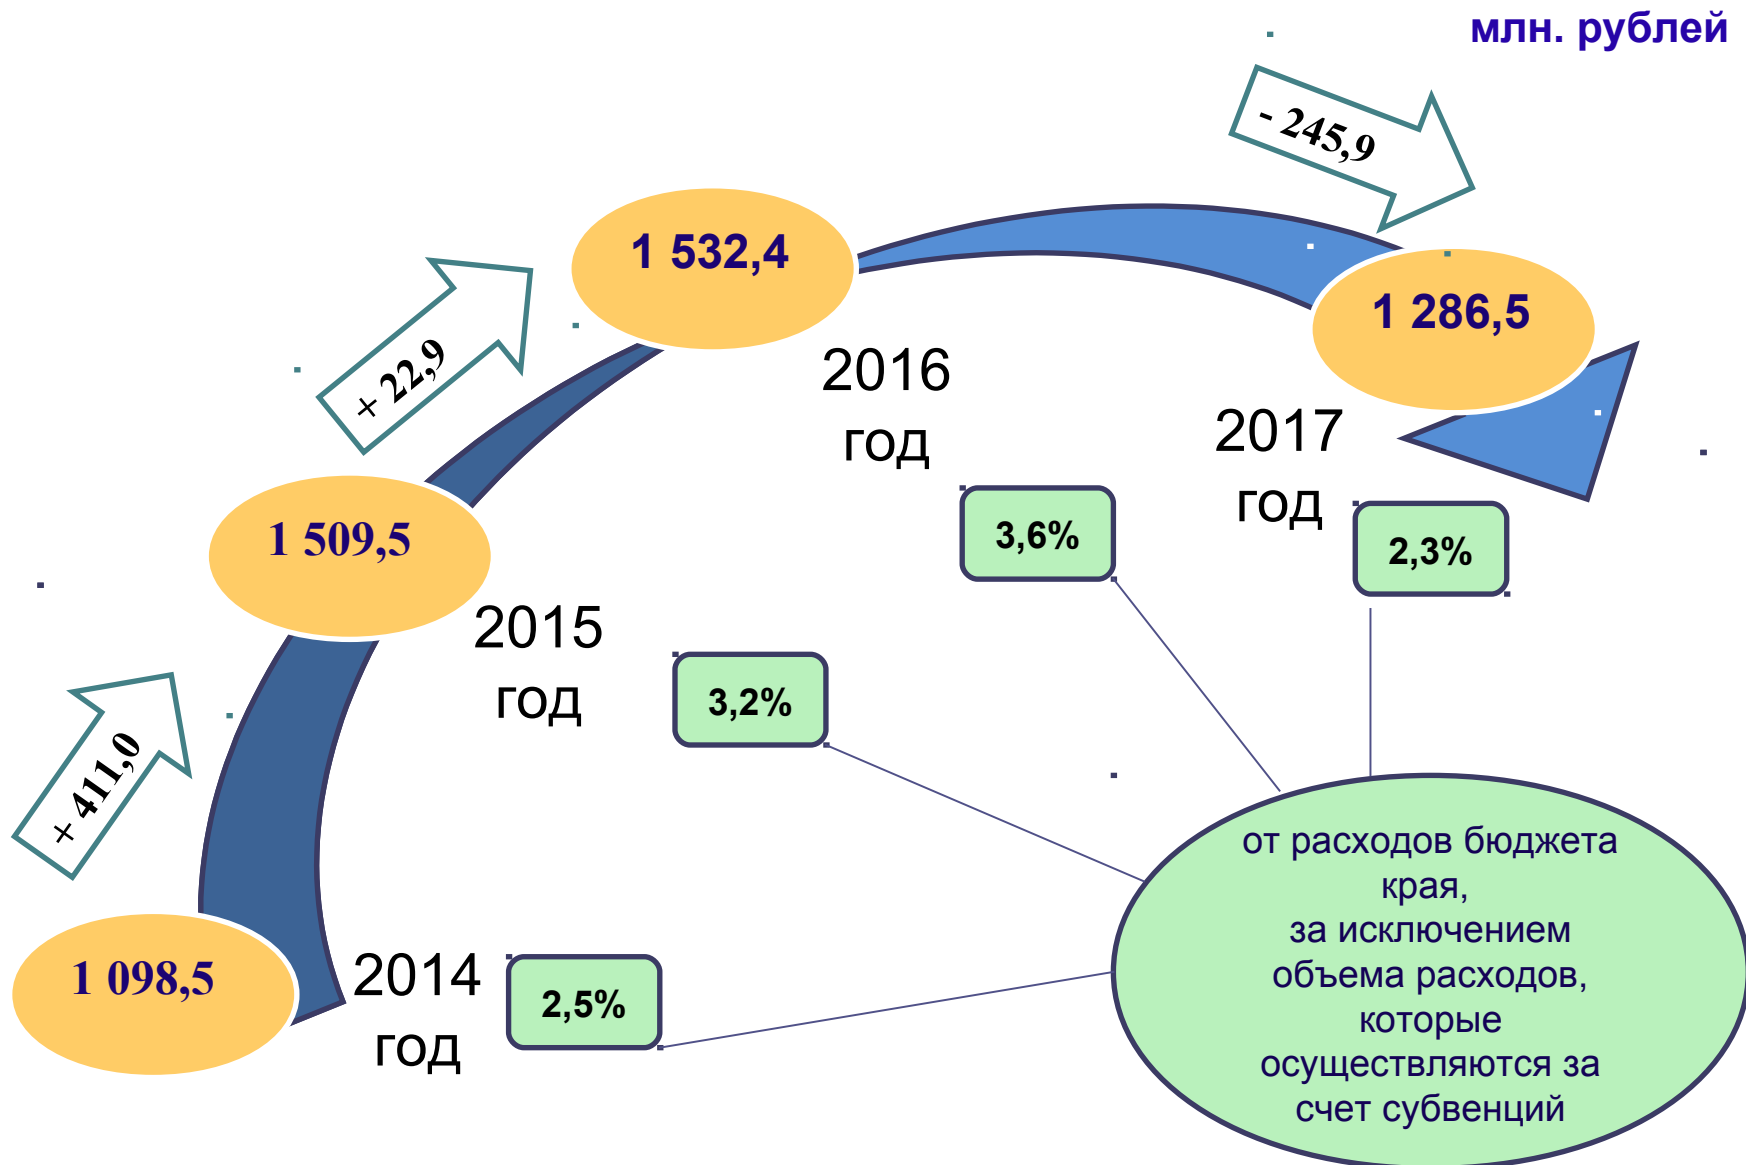 млн. рублей
- 245,9
1 532,4
1 286,5
+ 22,9
2016
год
2017
год
1 509,5
3,6%
2,3%
2015
год
3,2%
+ 411,0
1 098,5
2014
год
2,5%
от расходов бюджета
края,
за исключением
объема расходов,
которые
осуществляются за
счет субвенций